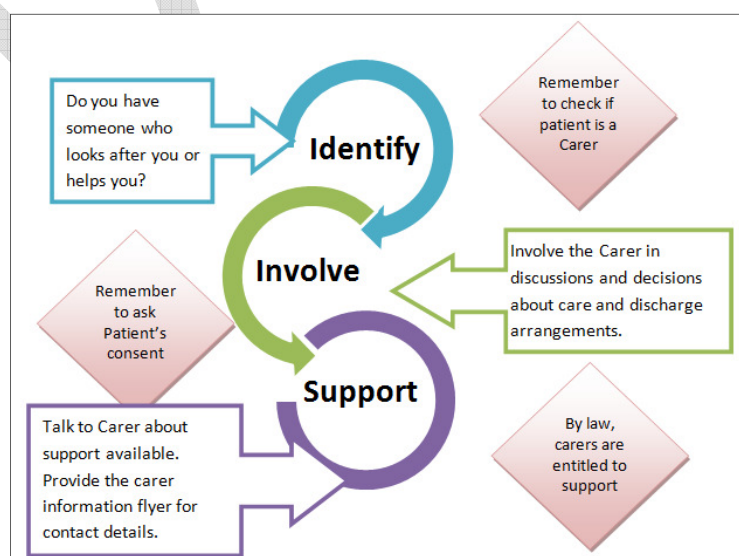 Do you have
someone who
looks after you or
helps you?
Identify
Remember
to check if
patient is a
Carer
Involve
Involve the Carer in
discussions and decisions
about care and discharge
arrangements.
Remember
to ask
Patient's
consent
Support
Talk to Carer about
support available.
Provide the carer
information flyer for
contact details.
By law,
carers are
entitled to
support